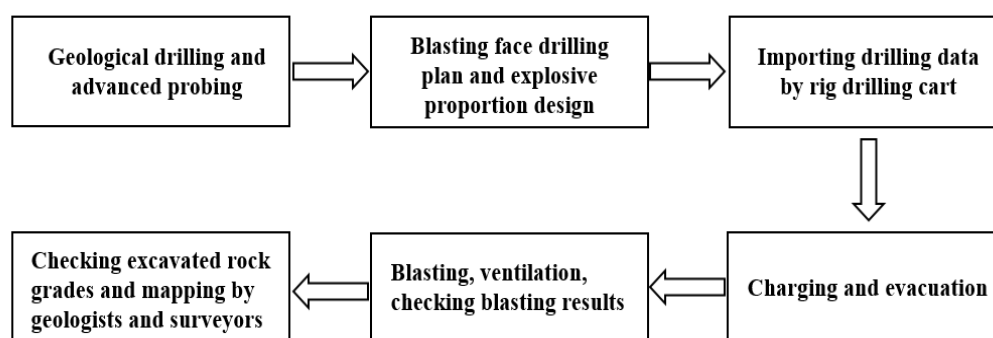 Geological drilling and
advanced probing
Blasting face drilling
plan and explosive
proportion design
Importing drilling data
by rig drilling cart
Charging and evacuation
Blasting, ventilation,
checking blasting results
Checking excavated rock
grades and mapping by
geologists and surveyors